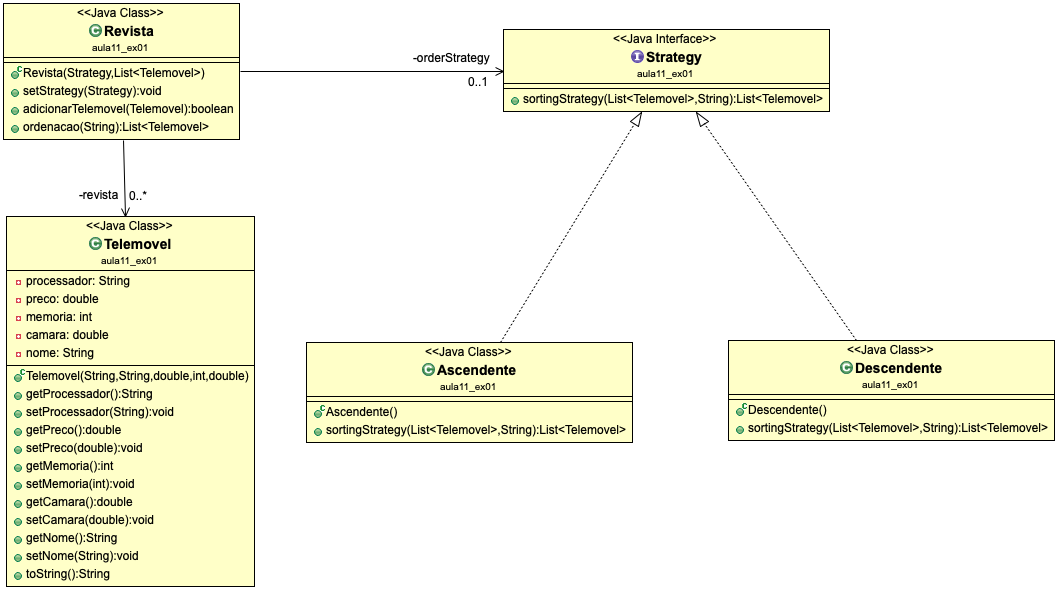 <<Java Class>>
Revista
aula11_ex01
Revista(Strategy,List<Telemovel>)
setStrategy(Strategy):void
adicionarTelemovel(Telemovel):boolean
ordenacao(String):List<Telemovel>
-orderStrategy
0..1
<<Java Interface>>
Strategy
aula11_ex01
sortingStrategy(List<Telemovel>,String):List<Telemovel>
-revista 0..*
<<Java Class>>
Telemovel
aula11_ex01
processador: String
preco: double
memoria: int
camara: double
nome: String
Telemovel(String,String,double,int,double)
getProcessador():String
setProcessador(String):void
getPreco():double
setPreco(double):void
getMemoria():int
setMemoria(int):void
getCamara():double
setCamara(double):void
getNome():String
setNome(String):void
toString():String
<<Java Class>>
Ascendente
aula11_ex01
Ascendente()
sortingStrategy(List<Telemovel>,String):List<Telemovel>
<<Java Class>>
Descendente
aula11_ex01
Descendente()
sortingStrategy(List<Telemovel>,String):List<Telemovel>